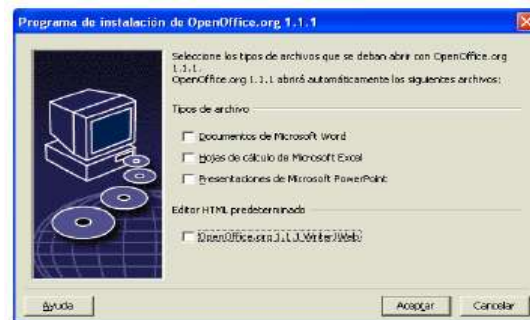 Programa de instalación de OpenOffice.org 1.1.1
Seleccione los tipos de archivos que se deban abrir con OpenOffice.org
1.1.1.
OpenOffice.org 1.1.1 abrirá automáticamente los siguientes archivos:
Tipos de archivo
Documentos de Microsoft Word
Hojas de cálculo de Microsoft Excel
Presentaciones de Microsoft PowerPoint
Editor HTML predeterminado
OpenOffice.org 1.1.1 Writer/Web
Ayuda
Aceptar
Cancelar